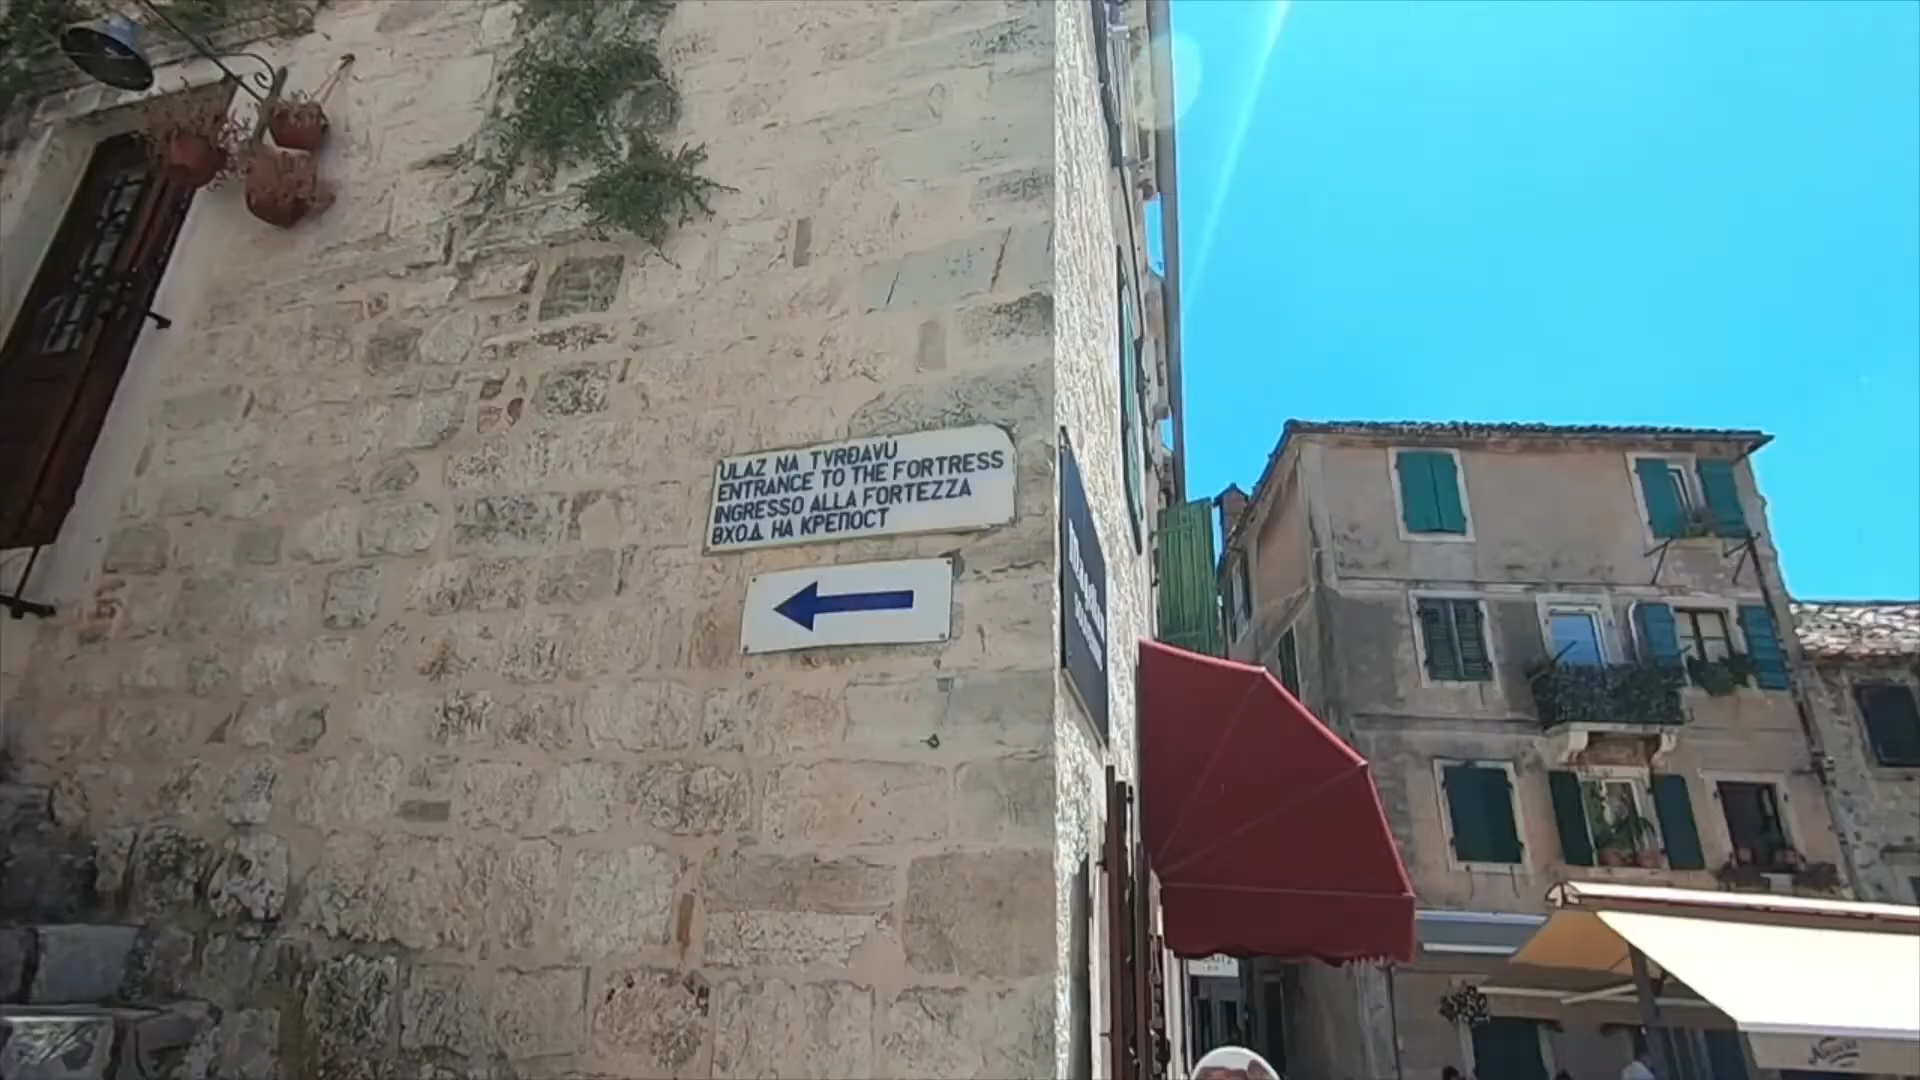 ULAZ NA TVRĐAVU
ENTRANCE TO THE FORTRESS
INGRESSO ALLA FORTEZZA
ВХОД НА КРЕПОСТ